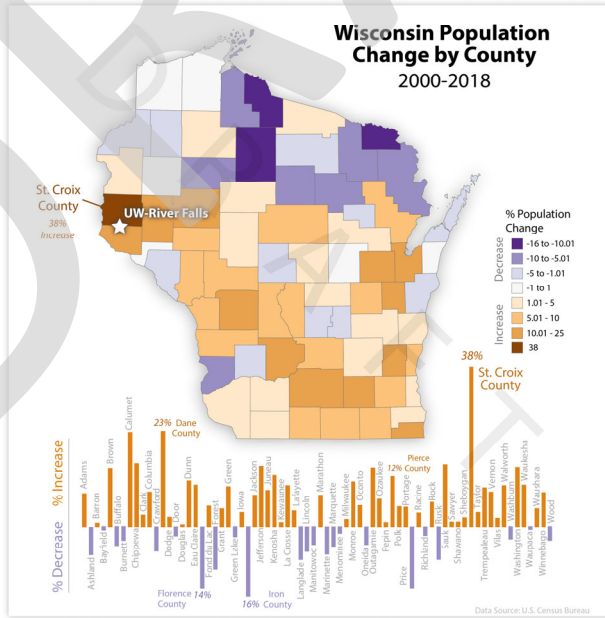 Wisconsin Population
Change by County
2000-2018
St. Croix
County
38%
Increase
UW-River Falls
% Population
Change
Decrease
-16 to -10.01
-10 to -5.01
-5 to -1.01
-1 to 1
Increase
1.01 - 5
5.01 - 10
10.01 - 25
38
38%
St. Croix
County
23% Dane
County
Pierce
12% County
% Increase
% Decrease
Adams
Ashland
Barron
Bayfield
Brown
Buffalo
Burnett
Calumet
Chippewa
Clark
Columbia
Crawford
Dodge
Door
Douglas
Dunn
Eau Claire
Florence
County 14%
Fond du Lac
Forest
Grant
Green
Green Lake
Iowa
16% Iron
County
Jackson
Jefferson
Juneau
Kenosha
Kewaunee
La Crosse
Lafayette
Langlade
Lincoln
Manitowoc
Marathon
Marinette
Marquette
Menominee
Milwaukee
Monroe
Oconto
Oneida
Outagamie
Ozaukee
Pepin
Polk
Portage
Price
Racine
Richland
Rock
Rusk
Sauk
Sawyer
Shawano
Sheboygan
Taylor
Trempealeau
Vernon
Vilas
Walworth
Washburn
Washington
Waukesha
Waupaca
Waushara
Winnebago
Wood
Data Source: U.S. Census Bureau
DRAFT